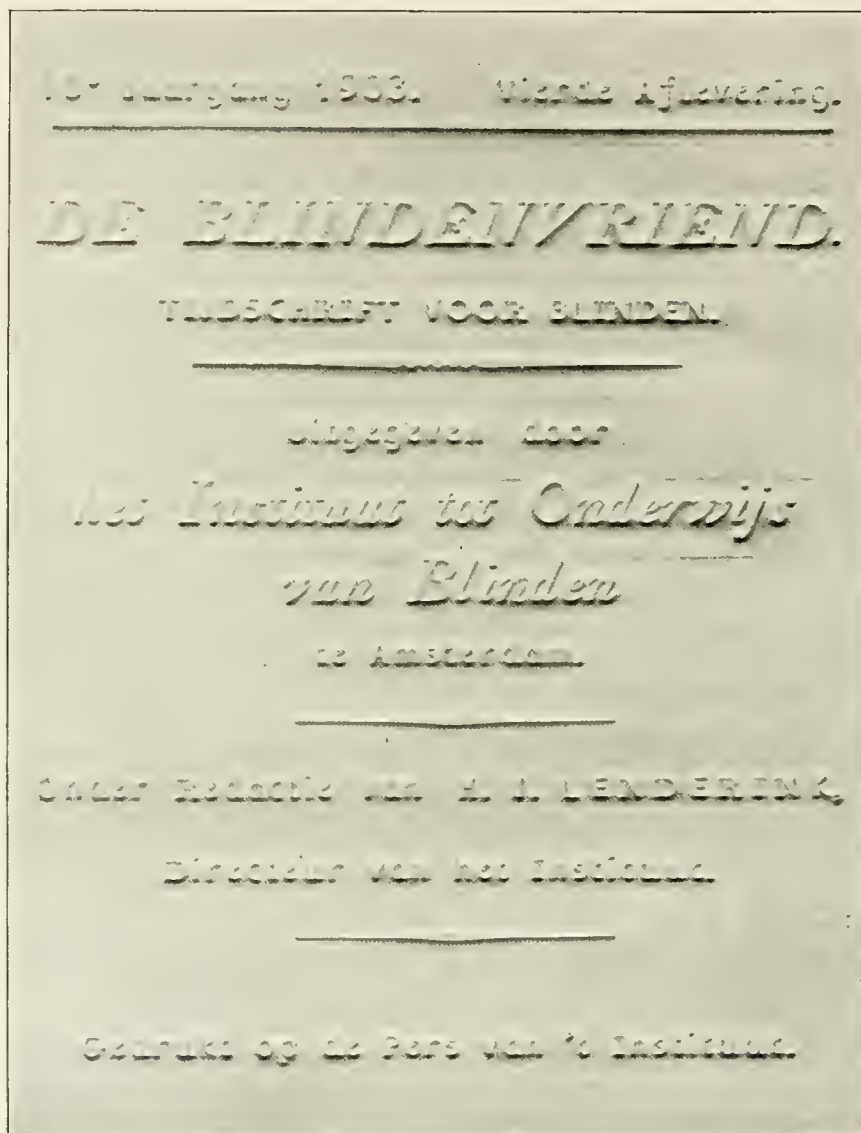 Jaargang 1903. Vierde Aflevering.
DE BLINDENVRIEND.
TIJDSCHRIFT VOOR BLINDEN.
uitgegeven door
het Instituut tot Onderwijs
van Blinden
te Amsterdam.
Onder Redactie van H. J. LENDERINK,
Directeur van het Instituut.
Gedrukt op de Pers van 't Instituut.